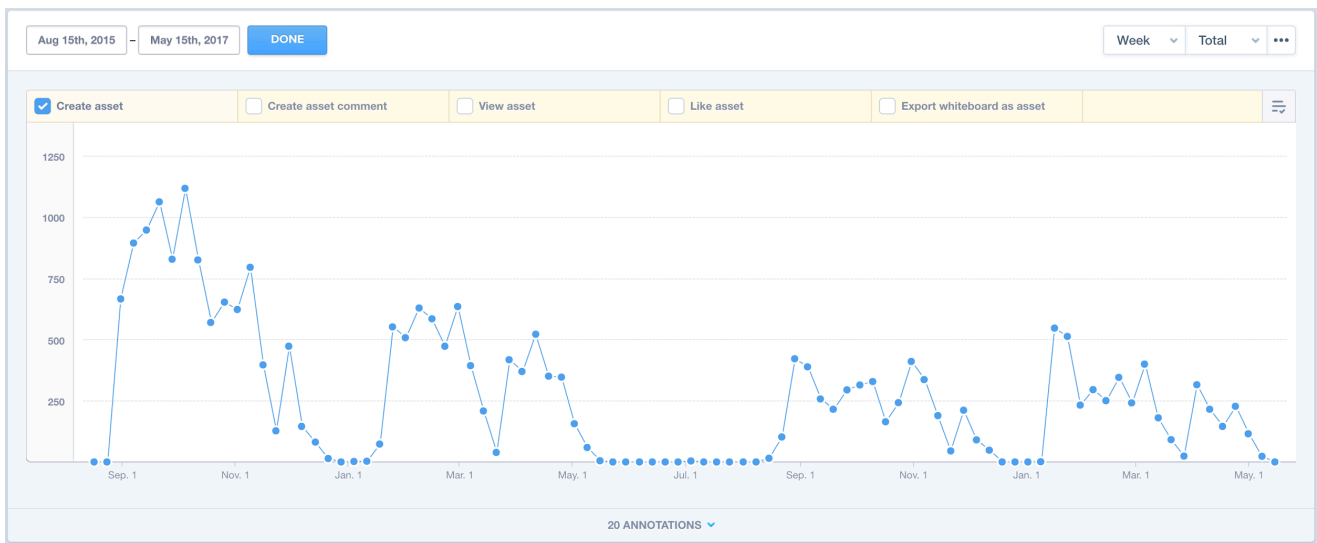 Aug 15th, 2015 – May 15th, 2017 DONE Week Total •••
Create asset Create asset comment View asset Like asset Export whiteboard as asset
1250
1000
750
500
250
Sep. 1 Nov. 1 Jan. 1 Mar. 1 May. 1 Jul. 1 Sep. 1 Nov. 1 Jan. 1 Mar. 1 May. 1
20 ANNOTATIONS